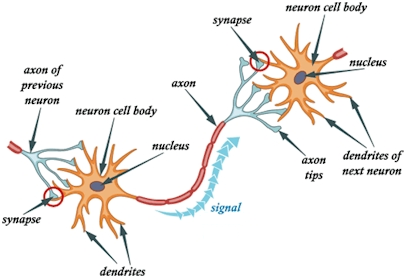 synapse
neuron cell body
nucleus
axon of
previous
neuron
axon
neuron cell body
nucleus
axon
tips
dendrites of
next neuron
signal
synapse
dendrites